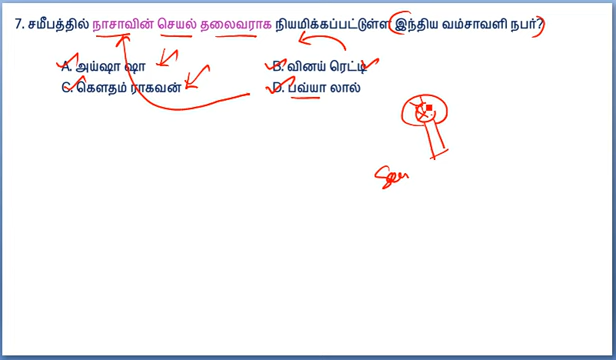 7. சமீபத்தில் நாசாவின் செயல் தலைவராக நியமிக்கப்பட்டுள்ள இந்திய வம்சாவளி நபர்?
A. அய்ஷா ஷா B. வினய் ரெட்டி
C. கௌதம் ராகவன் D. பவ்யா லால்